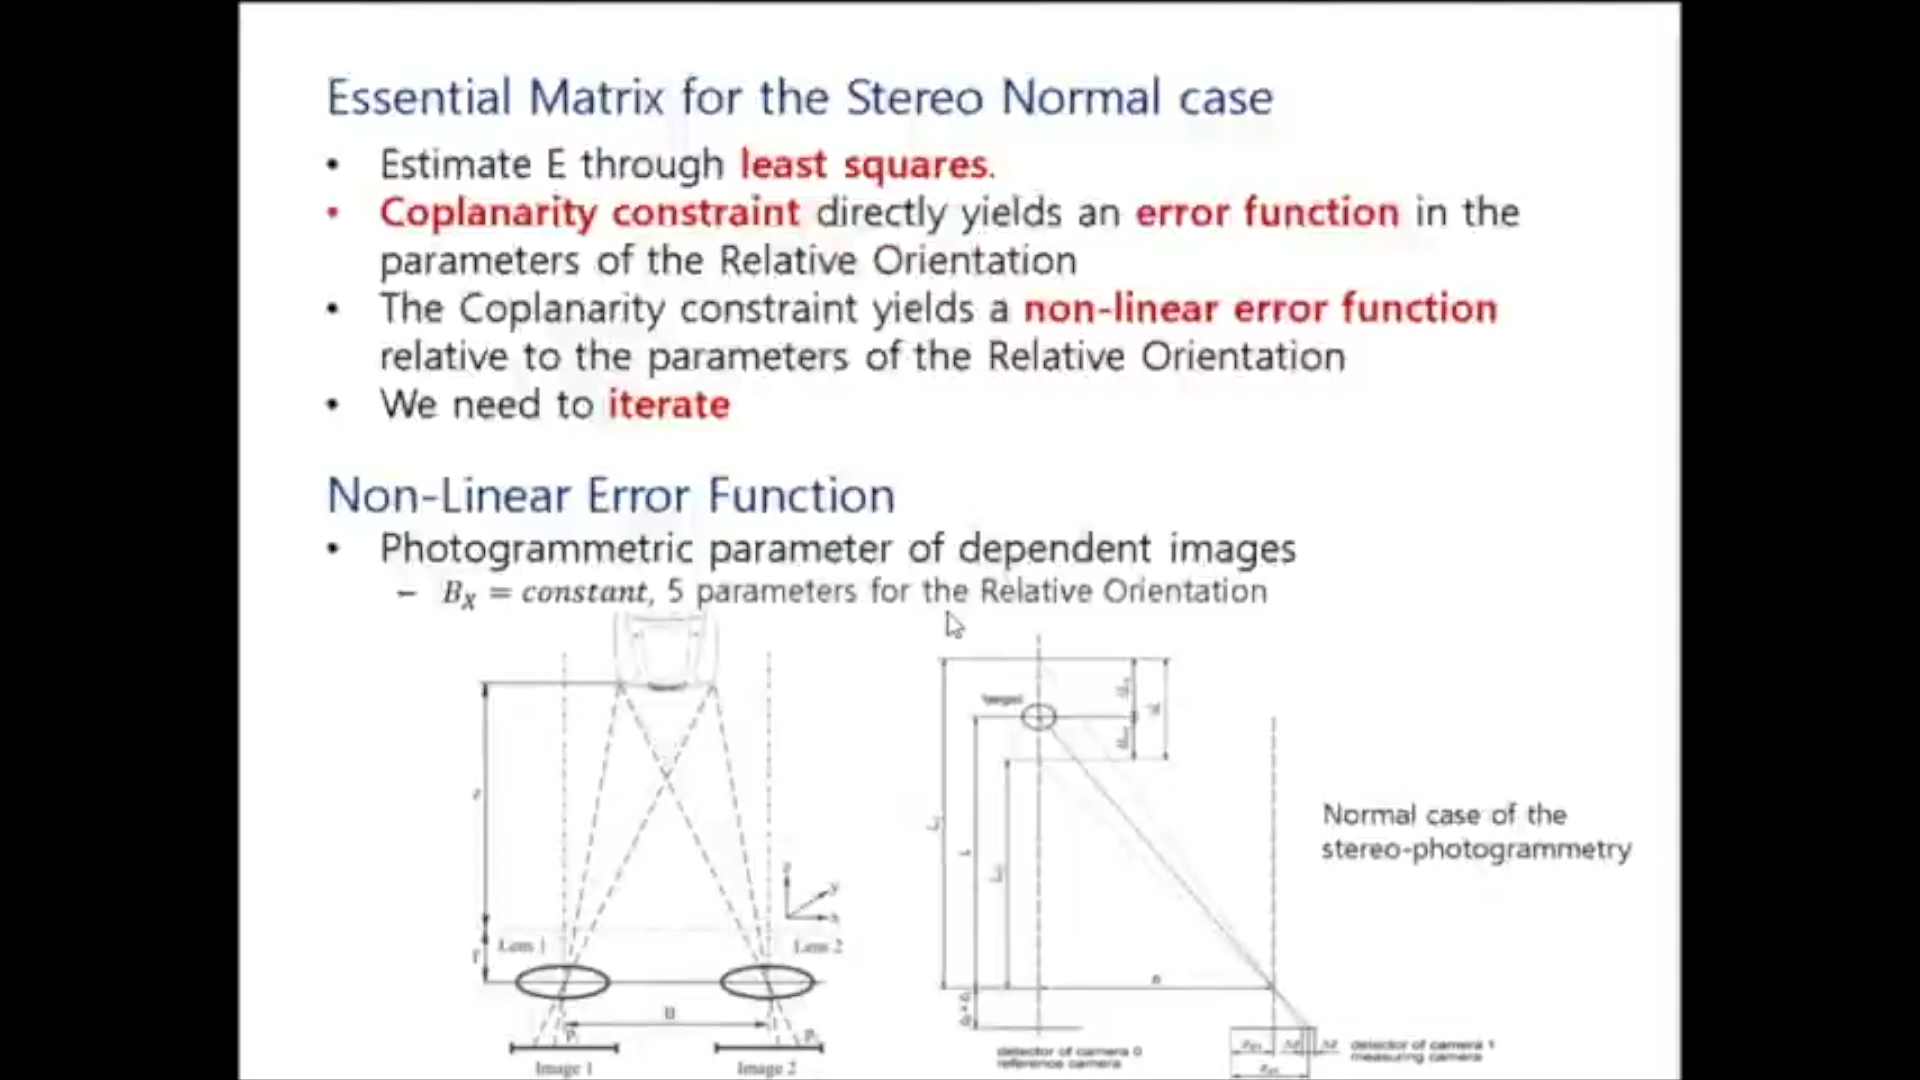 Essential Matrix for the Stereo Normal case
• Estimate E through least squares.
• Coplanarity constraint directly yields an error function in the
parameters of the Relative Orientation
• The Coplanarity constraint yields a non-linear error function
relative to the parameters of the Relative Orientation
• We need to iterate
Non-Linear Error Function
• Photogrammetric parameter of dependent images
– B_X = constant, 5 parameters for the Relative Orientation
target
Normal case of the
stereo-photogrammetry
Lens 1
Lens 2
B
Image 1
Image 2
detector of camera 0
reference camera
detector of camera 1
measuring camera